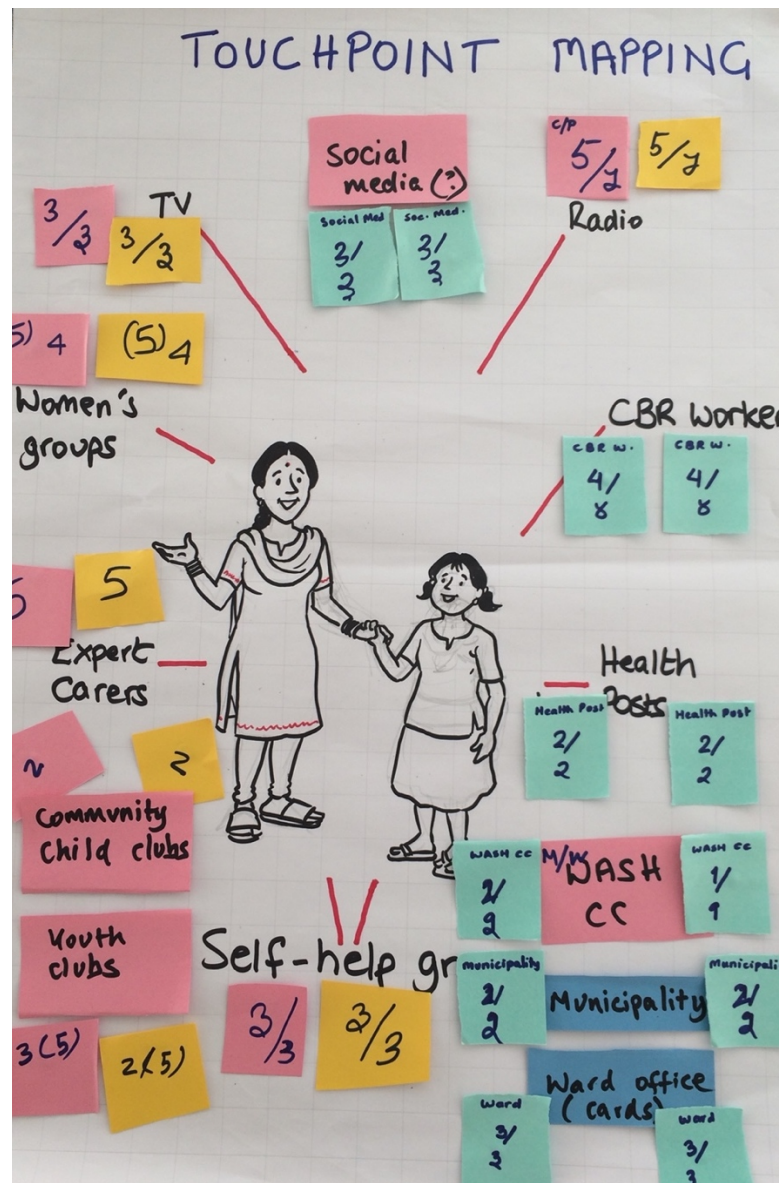 TOUCHPOINT MAPPING
Social
media (?)
Social Med
3/
3
Soc. Med.
3/
3
C/P
5/
5/
Radio
3/3
TV
3/3
5) 4
(5) 4
Women's
groups
CBR Worker
CBR W.
4/
8
CBR W.
4/
8
5
5
Expert
Carers
Health
Posts
Health Post
2/
2
Health Post
2/
2
2
2
Community
Child clubs
Youth
clubs
3 (5)
2 (5)
Self-help gr
3/3
3/3
WASH CC
2/
2
M/W
WASH
CC
WASH CC
1/
1
Municipality
2/
2
Municipality
Municipali
2/
2
Ward office
(cards)
Ward
3/
3
Ward
3/
3